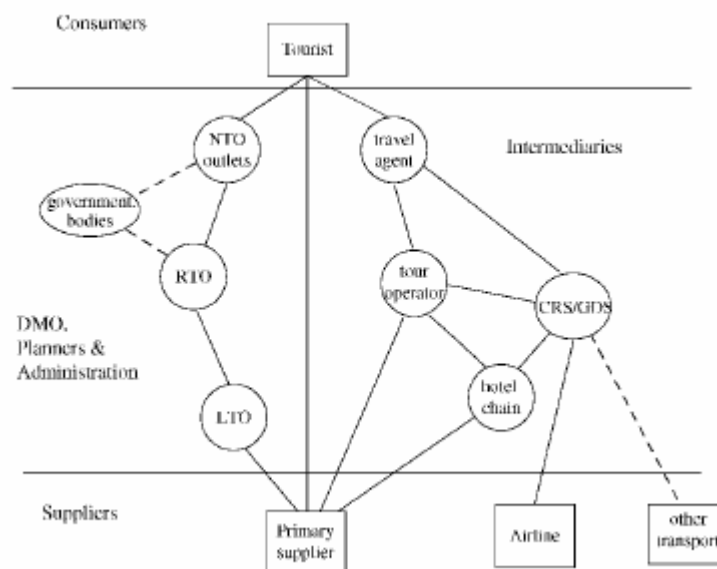 Consumers
Tourist
NTO
outlets
travel
agent
Intermediaries
government
bodies
RTO
tour
operator
CRS/GDS
DMO,
Planners &
Administration
LTO
hotel
chain
Suppliers
Primary
supplier
Airline
other
transport